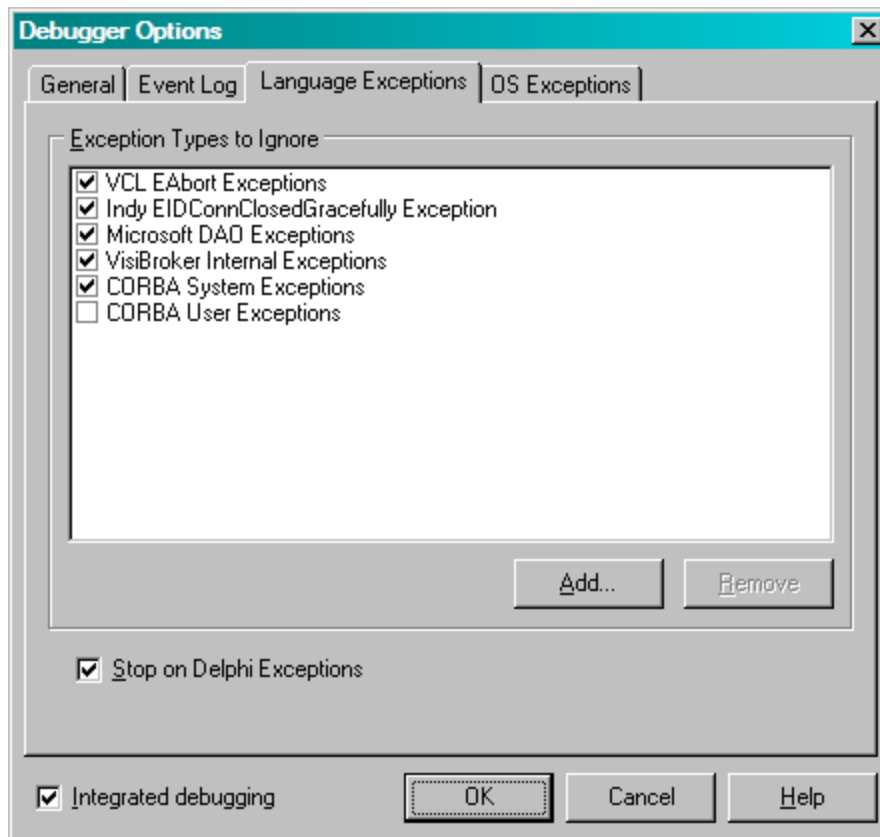 Debugger Options
General Event Log Language Exceptions OS Exceptions
Exception Types to Ignore
VCL EAbort Exceptions
Indy EIDConnClosedGracefully Exception
Microsoft DAO Exceptions
VisiBroker Internal Exceptions
CORBA System Exceptions
CORBA User Exceptions
Add... Remove
Stop on Delphi Exceptions
Integrated debugging OK Cancel Help